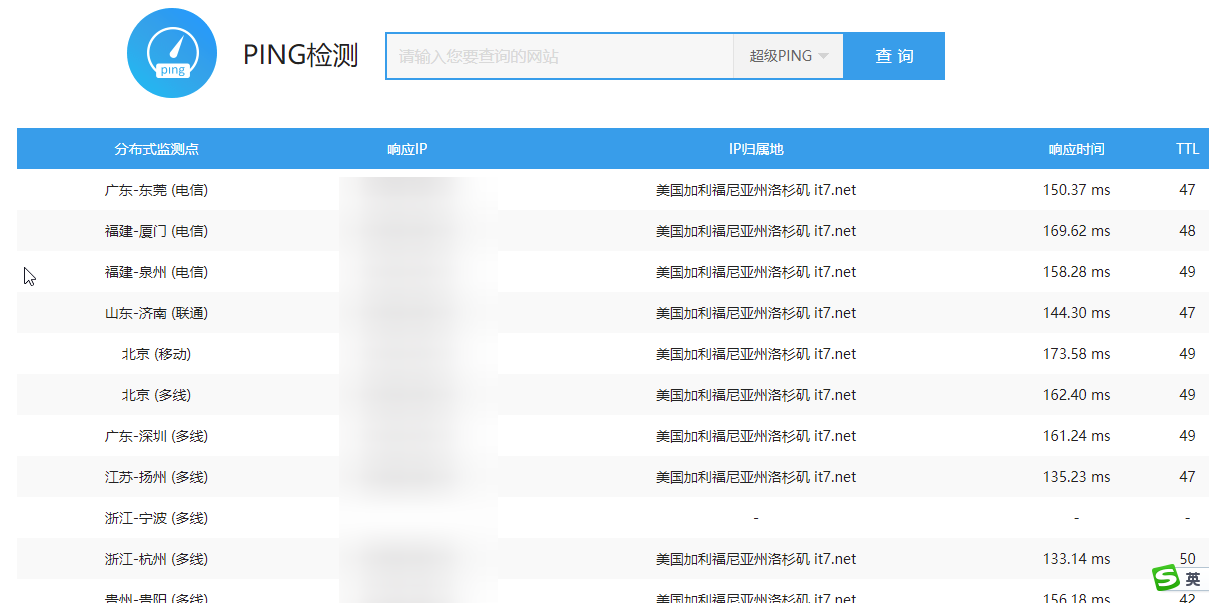 ping
PING检测
请输入您要查询的网站 超级PING 查 询
分布式监测点 响应IP IP归属地 响应时间 TTL
广东-东莞 (电信) 美国加利福尼亚州洛杉矶 it7.net 150.37 ms 47
福建-厦门 (电信) 美国加利福尼亚州洛杉矶 it7.net 169.62 ms 48
福建-泉州 (电信) 美国加利福尼亚州洛杉矶 it7.net 158.28 ms 49
山东-济南 (联通) 美国加利福尼亚州洛杉矶 it7.net 144.30 ms 47
北京 (移动) 美国加利福尼亚州洛杉矶 it7.net 173.58 ms 49
北京 (多线) 美国加利福尼亚州洛杉矶 it7.net 162.40 ms 49
广东-深圳 (多线) 美国加利福尼亚州洛杉矶 it7.net 161.24 ms 49
江苏-扬州 (多线) 美国加利福尼亚州洛杉矶 it7.net 135.23 ms 47
浙江-宁波 (多线) - - -
浙江-杭州 (多线) 美国加利福尼亚州洛杉矶 it7.net 133.14 ms 50
贵州-贵阳 (多线) 美国加利福尼亚州洛杉矶 it7.net 156.18 ms 42
英